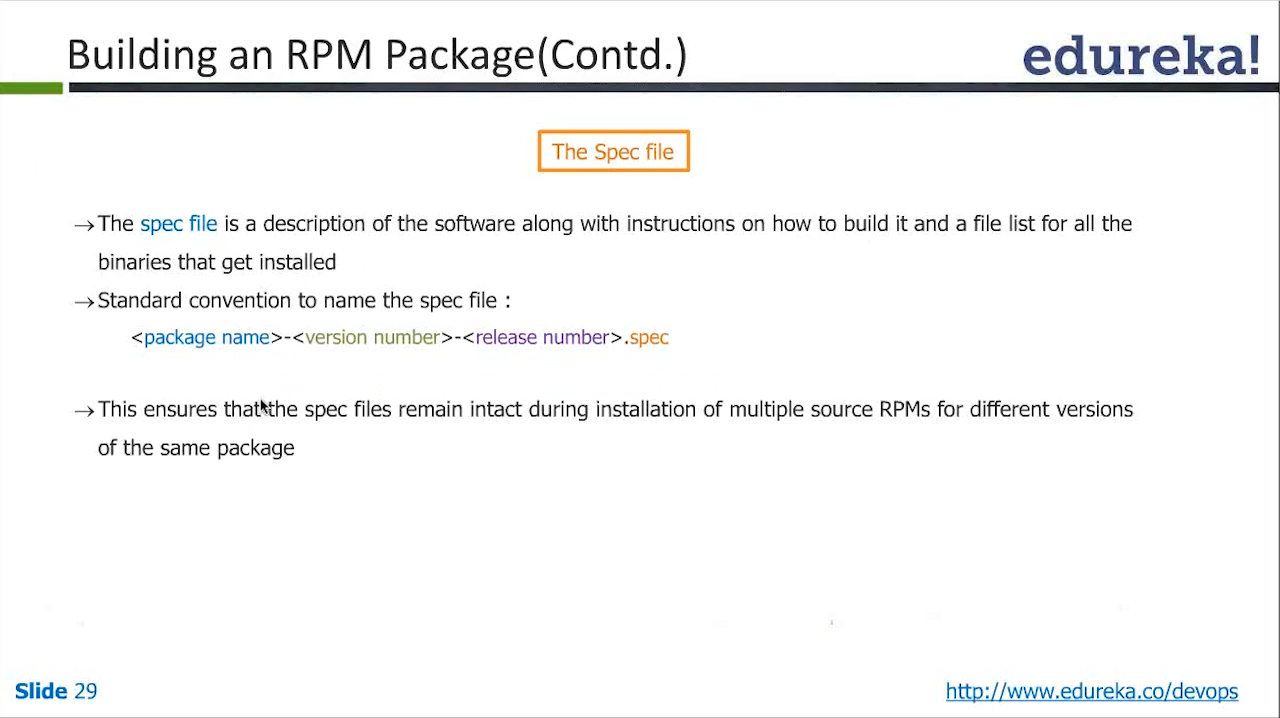 Building an RPM Package(Contd.)
edureka!
The Spec file
→The spec file is a description of the software along with instructions on how to build it and a file list for all the
binaries that get installed
→Standard convention to name the spec file :
<package name>-<version number>-<release number>.spec
→This ensures that the spec files remain intact during installation of multiple source RPMs for different versions
of the same package
Slide 29
http://www.edureka.co/devops